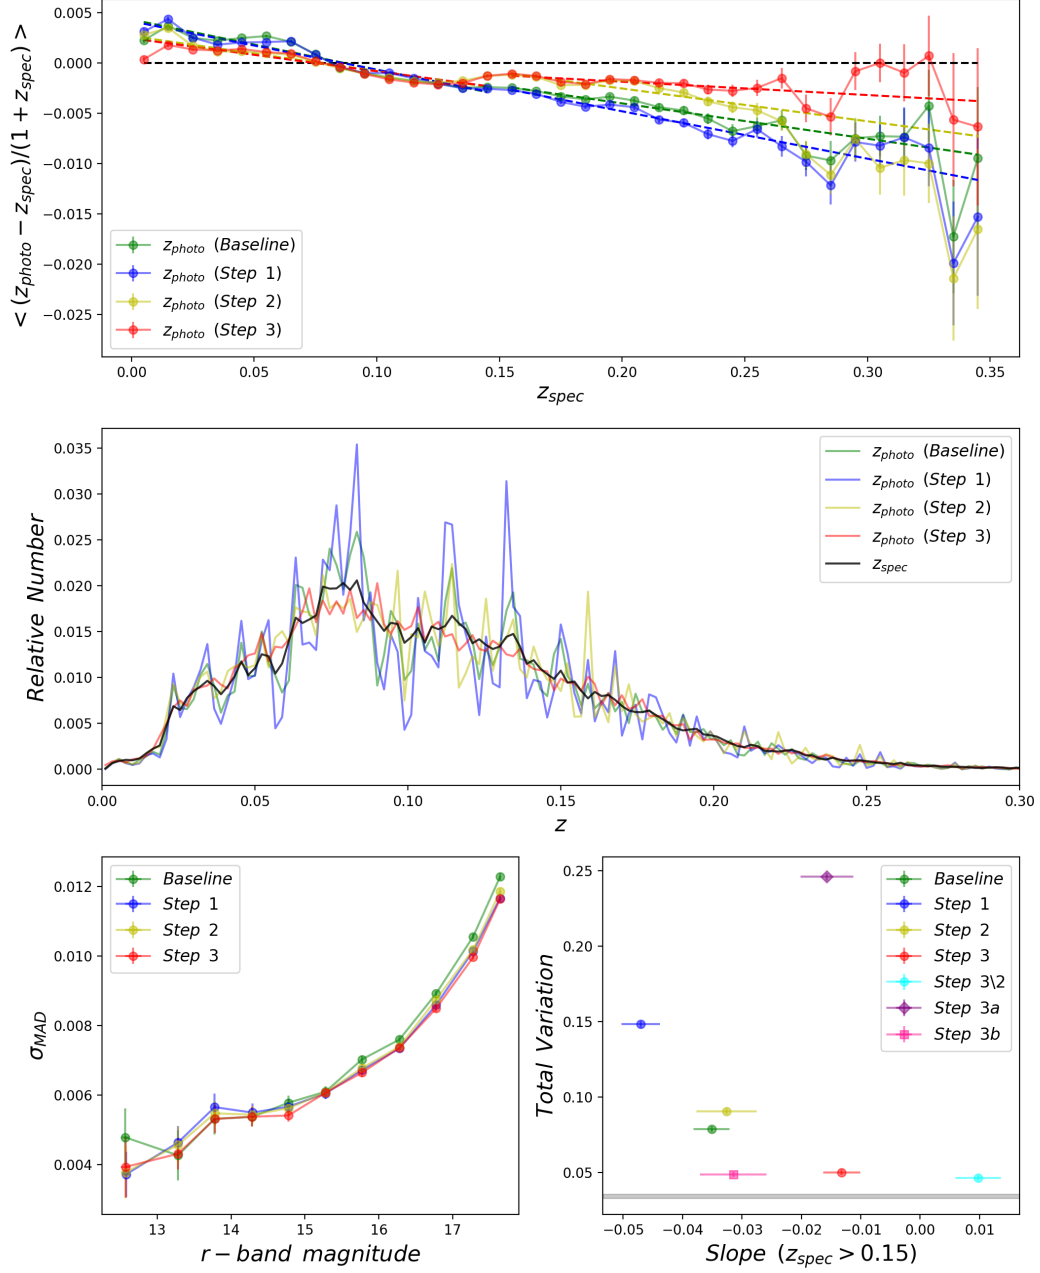 < (z_photo − z_spec)/(1 + z_spec) >
0.005
0.000
−0.005
−0.010
−0.015
−0.020
−0.025
z_photo (Baseline)
z_photo (Step 1)
z_photo (Step 2)
z_photo (Step 3)
0.00 0.05 0.10 0.15 0.20 0.25 0.30 0.35
z_spec
Relative Number
0.035
0.030
0.025
0.020
0.015
0.010
0.005
0.000
z_photo (Baseline)
z_photo (Step 1)
z_photo (Step 2)
z_photo (Step 3)
z_spec
0.00 0.05 0.10 0.15 0.20 0.25 0.30
z
σ_MAD
0.012
0.010
0.008
0.006
0.004
Baseline
Step 1
Step 2
Step 3
13 14 15 16 17
r − band magnitude
Total Variation
0.25
0.20
0.15
0.10
0.05
Baseline
Step 1
Step 2
Step 3
Step 3\2
Step 3a
Step 3b
−0.05 −0.04 −0.03 −0.02 −0.01 0.00 0.01
Slope (z_spec > 0.15)